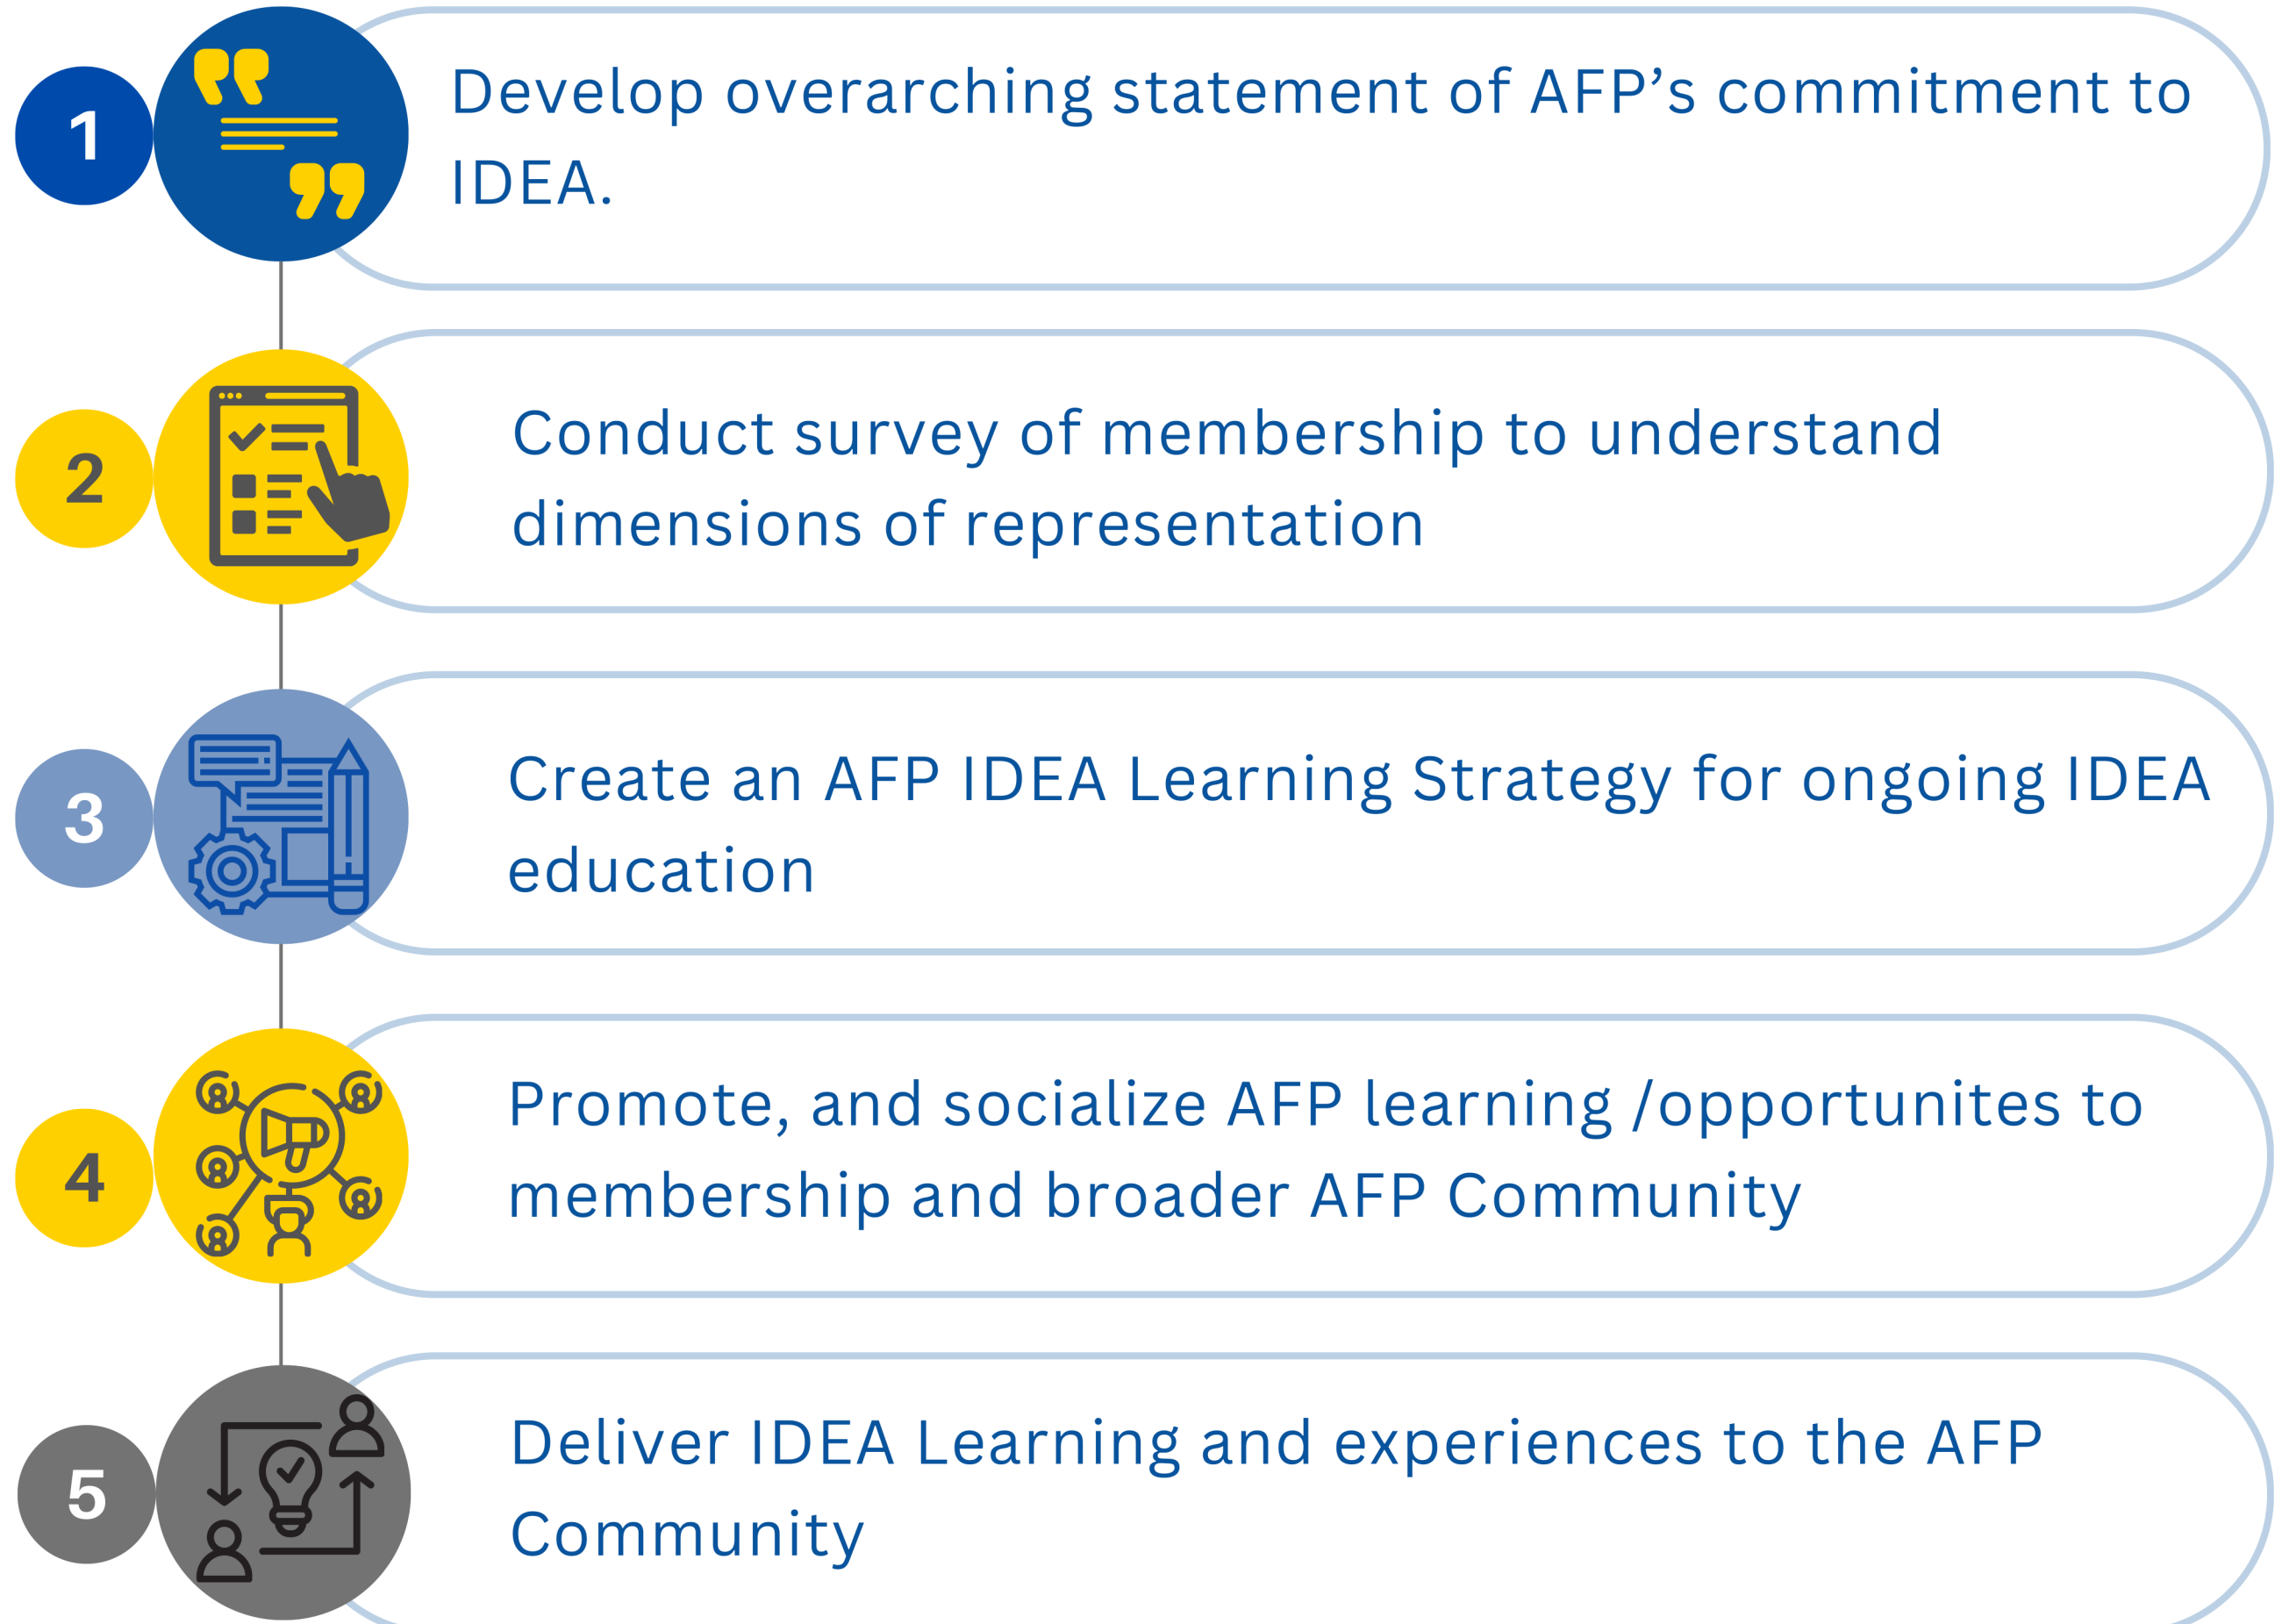 1
Develop overarching statement of AFP’s commitment to
IDEA.
2
Conduct survey of membership to understand
dimensions of representation
3
Create an AFP IDEA Learning Strategy for ongoing IDEA
education
4
Promote, and socialize AFP learning /opportunites to
membership and broader AFP Community
5
Deliver IDEA Learning and experiences to the AFP
Community